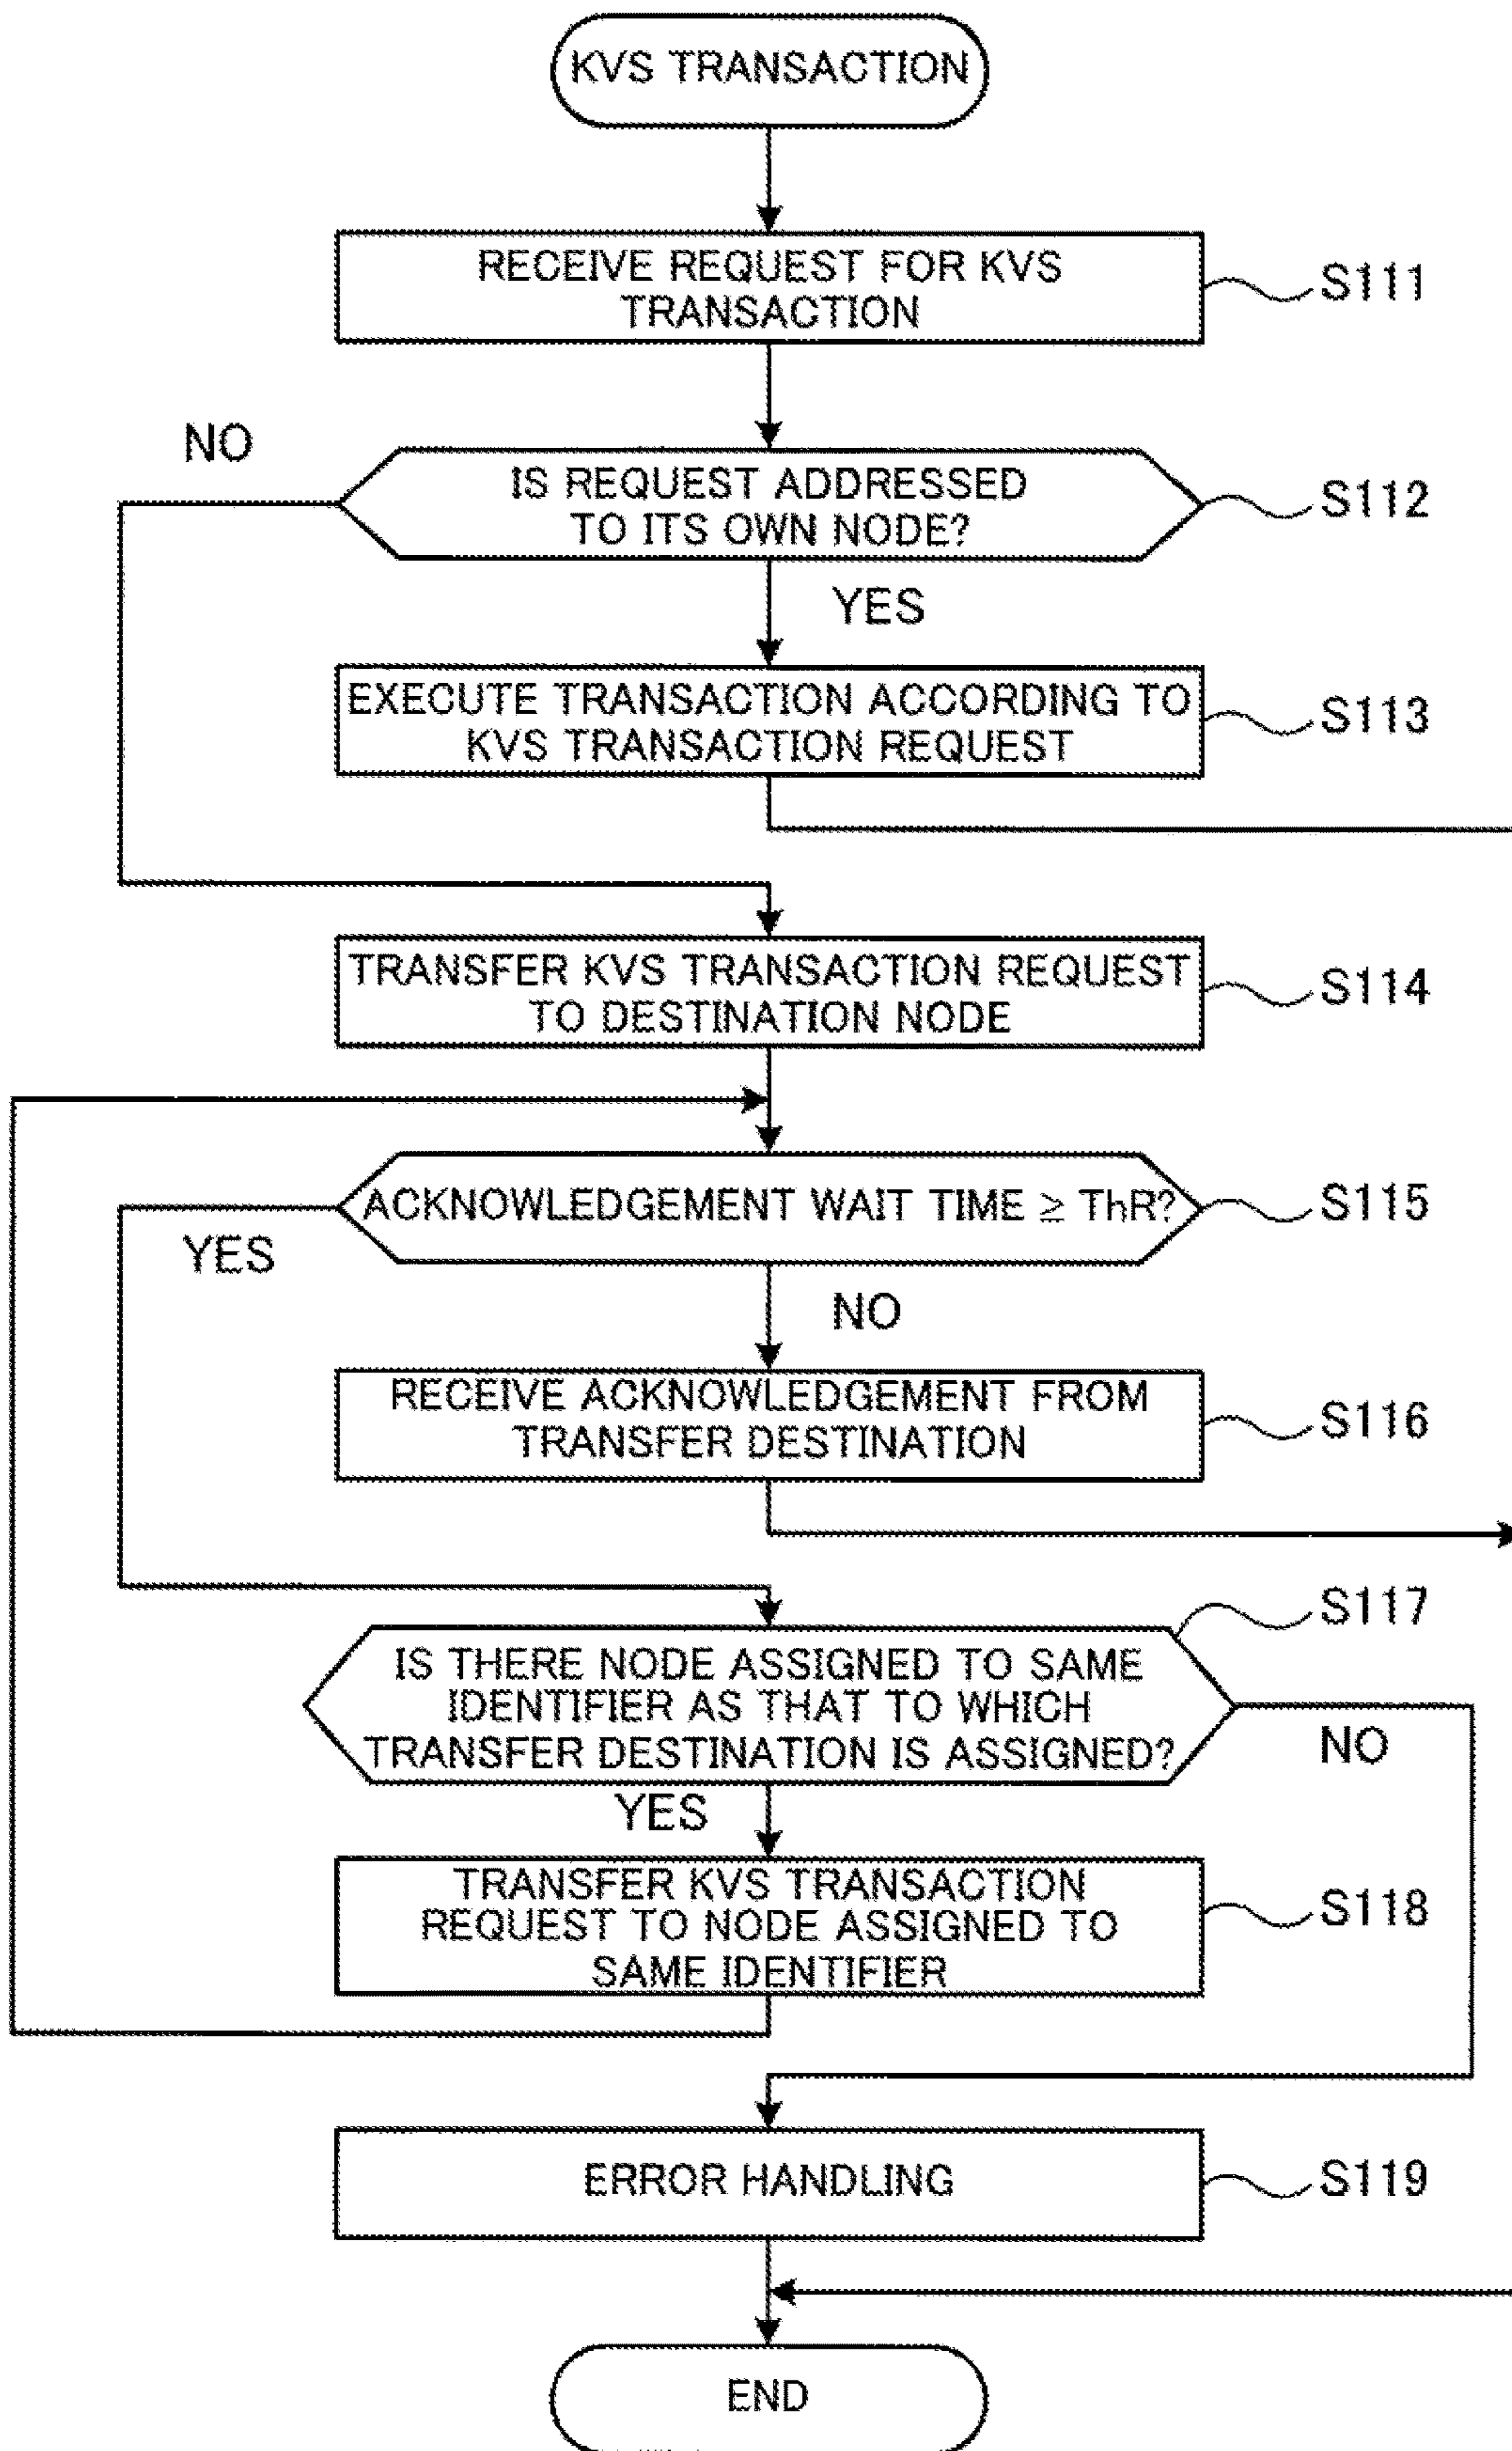 KVS TRANSACTION
RECEIVE REQUEST FOR KVS
TRANSACTION
S111
NO
IS REQUEST ADDRESSED
TO ITS OWN NODE?
S112
YES
EXECUTE TRANSACTION ACCORDING TO
KVS TRANSACTION REQUEST
S113
TRANSFER KVS TRANSACTION REQUEST
TO DESTINATION NODE
S114
ACKNOWLEDGEMENT WAIT TIME ≥ ThR?
S115
YES
NO
RECEIVE ACKNOWLEDGEMENT FROM
TRANSFER DESTINATION
S116
S117
IS THERE NODE ASSIGNED TO SAME
IDENTIFIER AS THAT TO WHICH
TRANSFER DESTINATION IS ASSIGNED?
NO
YES
TRANSFER KVS TRANSACTION
REQUEST TO NODE ASSIGNED TO
SAME IDENTIFIER
S118
ERROR HANDLING
S119
END